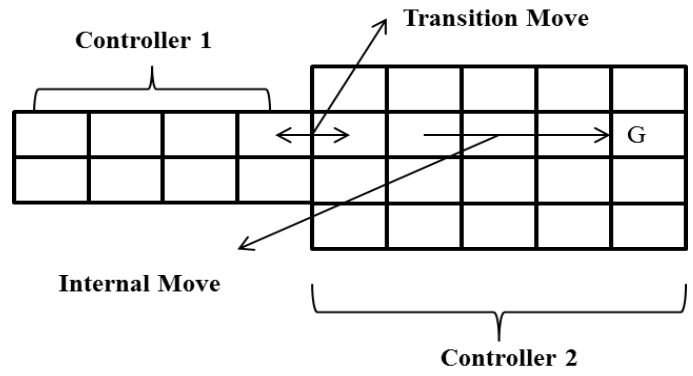 Transition Move
Controller 1
G
Internal Move
Controller 2